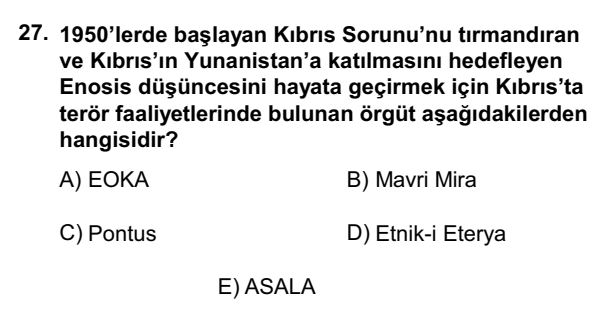 27. 1950’lerde başlayan Kıbrıs Sorunu’nu tırmandıran
ve Kıbrıs’ın Yunanistan’a katılmasını hedefleyen
Enosis düşüncesini hayata geçirmek için Kıbrıs’ta
terör faaliyetlerinde bulunan örgüt aşağıdakilerden
hangisidir?
A) EOKA
B) Mavri Mira
C) Pontus
D) Etnik-i Eterya
E) ASALA